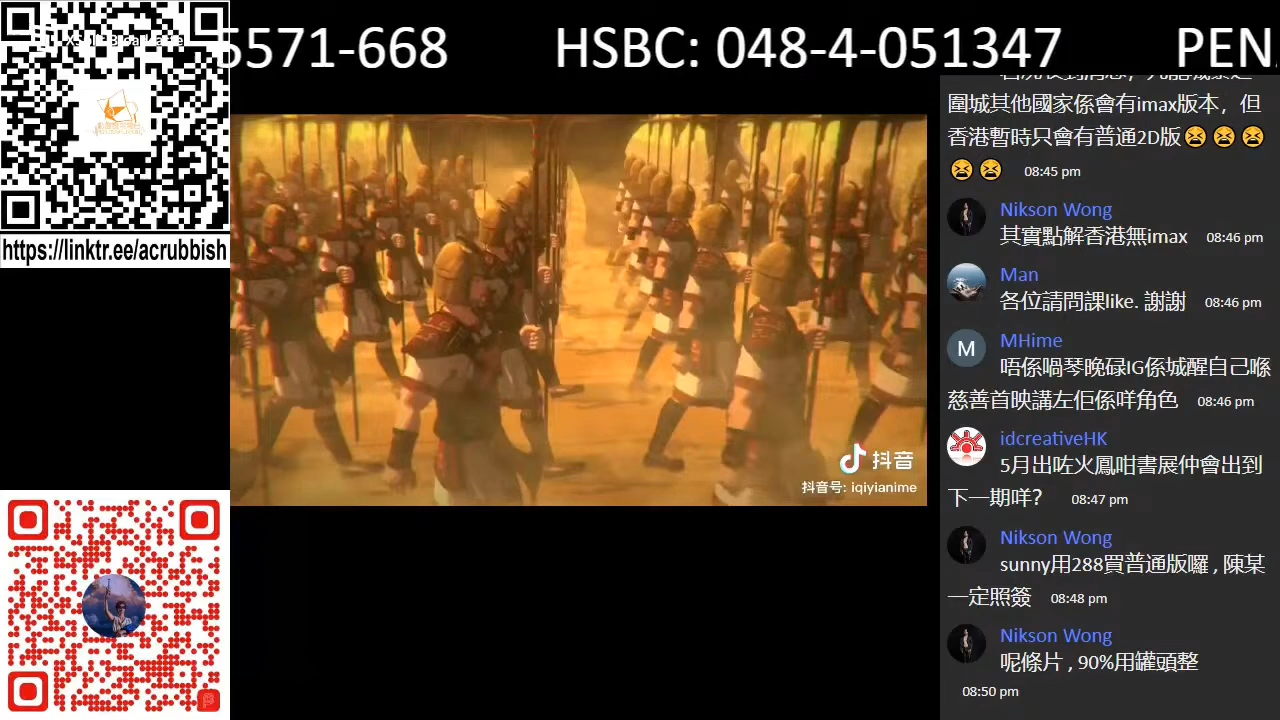 5571-668 HSBC: 048-4-051347 PEN
https://linktr.ee/acrubbish
抖音
抖音号: iqiyianime
圍城其他國家係會有imax版本，但
香港暫時只會有普通2D版😫😫😫
😫😫 08:45 pm
Nikson Wong
其實點解香港無imax 08:46 pm
Man
各位請問課like. 謝謝 08:46 pm
M
MHime
唔係喎琴晚碌IG係城醒自己喺
慈善首映講左佢係咩角色 08:46 pm
idcreativeHK
5月出咗火鳳咁書展仲會出到
下一期咩? 08:47 pm
Nikson Wong
sunny用288買普通版囉 , 陳某
一定照簽 08:48 pm
Nikson Wong
呢條片 , 90%用罐頭整
08:50 pm